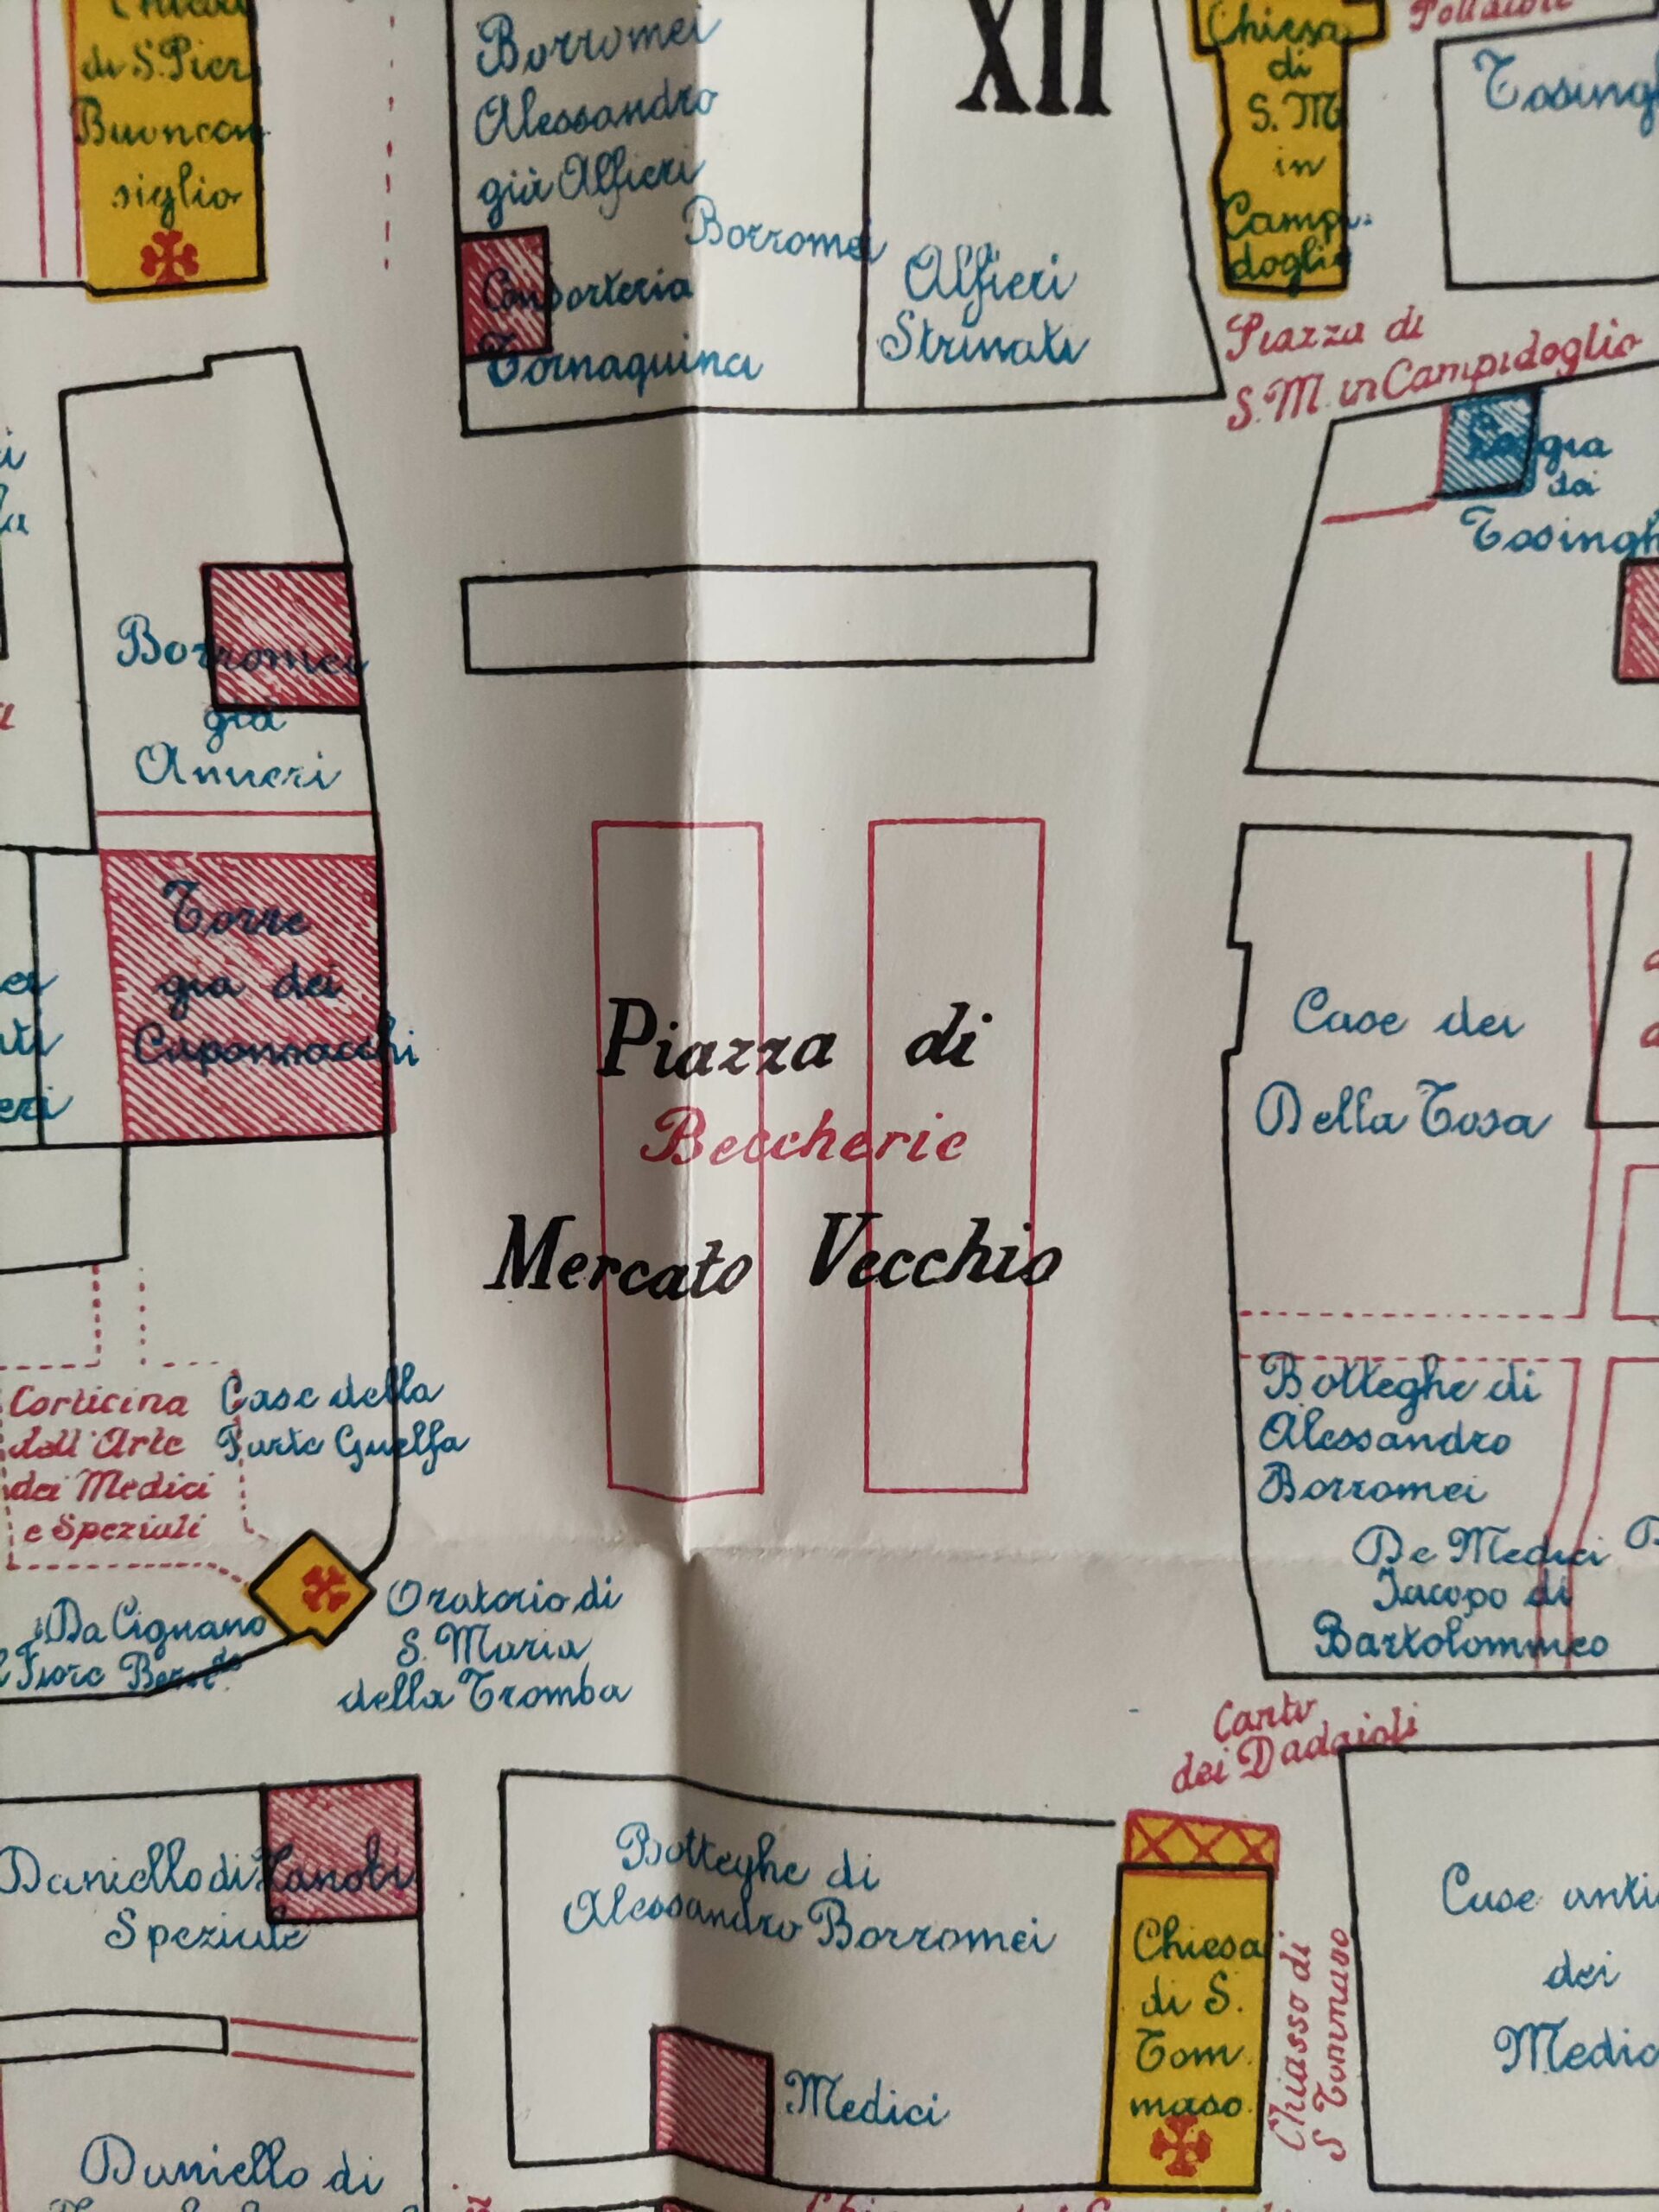 di S. Pier
Buoncon
siglio
Borromei
Alessandro
già Alfieri
Borromei
Consorteria
Tornaquinci
XII
Alfieri
Strinati
Chiesa
di
S. M
in
Campi-
doglio
Pollaioli
Tosingh
Piazza di
S. M. in Campidoglio
Loggia
dei
Tosingh
Borromei
già
Amieri
Torre
già dei
Caponsacchi
Piazza di
Beccherie
Mercato Vecchio
Case dei
Della Tosa
Corticina
dell'Arte
dei Medici
e Speziali
Case della
Parte Guelfa
Botteghe di
Alessandro
Borromei
De Medici
Jacopo di
Bartolommeo
Da Cignano
Oratorio di
S. Maria
della Tromba
Canto
dei Dadaioli
Daniello di Zanobi
Speziale
Botteghe di
Alessandro Borromei
Chiesa
di S.
Tom
maso
Chiasso di
S Tommaso
Case anti
dei
Medic
Medici
Daniello di